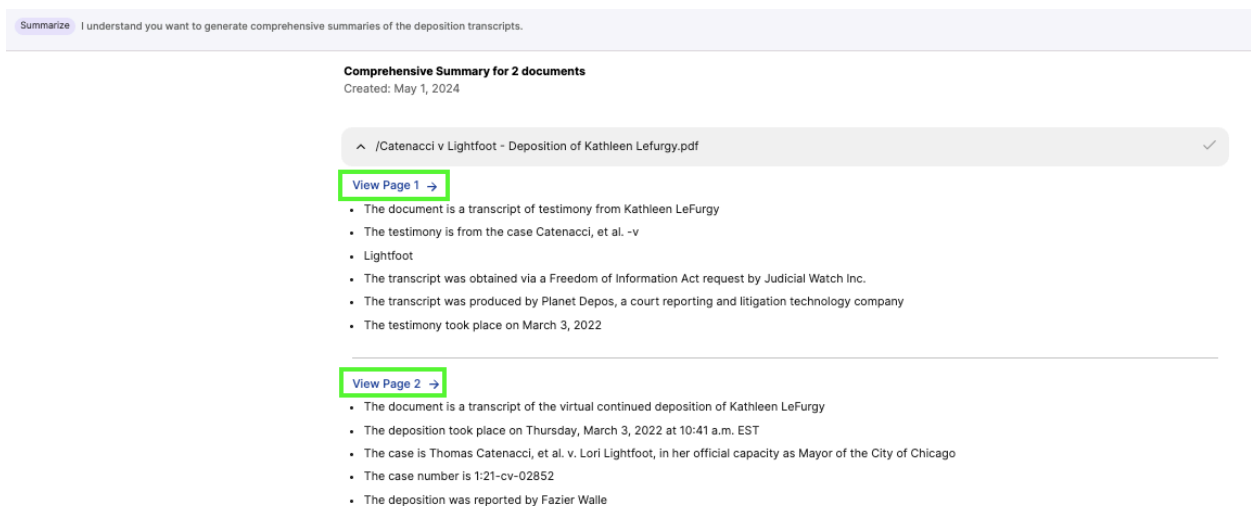 Summarize I understand you want to generate comprehensive summaries of the deposition transcripts.
Comprehensive Summary for 2 documents
Created: May 1, 2024
/Catenacci v Lightfoot - Deposition of Kathleen Lefurgy.pdf
View Page 1 →
• The document is a transcript of testimony from Kathleen LeFurgy
• The testimony is from the case Catenacci, et al. -v
• Lightfoot
• The transcript was obtained via a Freedom of Information Act request by Judicial Watch Inc.
• The transcript was produced by Planet Depos, a court reporting and litigation technology company
• The testimony took place on March 3, 2022
View Page 2 →
• The document is a transcript of the virtual continued deposition of Kathleen LeFurgy
• The deposition took place on Thursday, March 3, 2022 at 10:41 a.m. EST
• The case is Thomas Catenacci, et al. v. Lori Lightfoot, in her official capacity as Mayor of the City of Chicago
• The case number is 1:21-cv-02852
• The deposition was reported by Fazier Walle